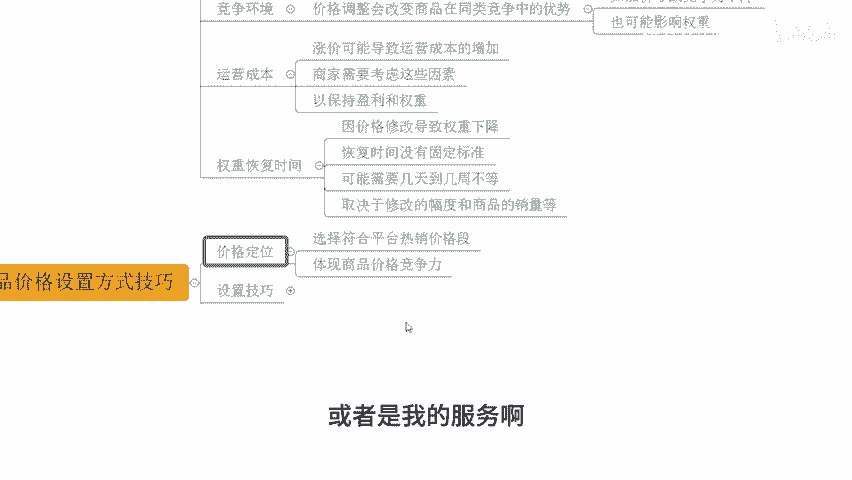 竞争环境
价格调整会改变商品在同类竞争中的优势
也可能影响权重
涨价可能导致运营成本的增加
运营成本
商家需要考虑这些因素
以保持盈利和权重
因价格修改导致权重下降
恢复时间没有固定标准
权重恢复时间
可能需要几天到几周不等
取决于修改的幅度和商品的销量等
价格定位
选择符合平台热销价格段
体现商品价格竞争力
品价格设置方式技巧
设置技巧
或者是我的服务啊